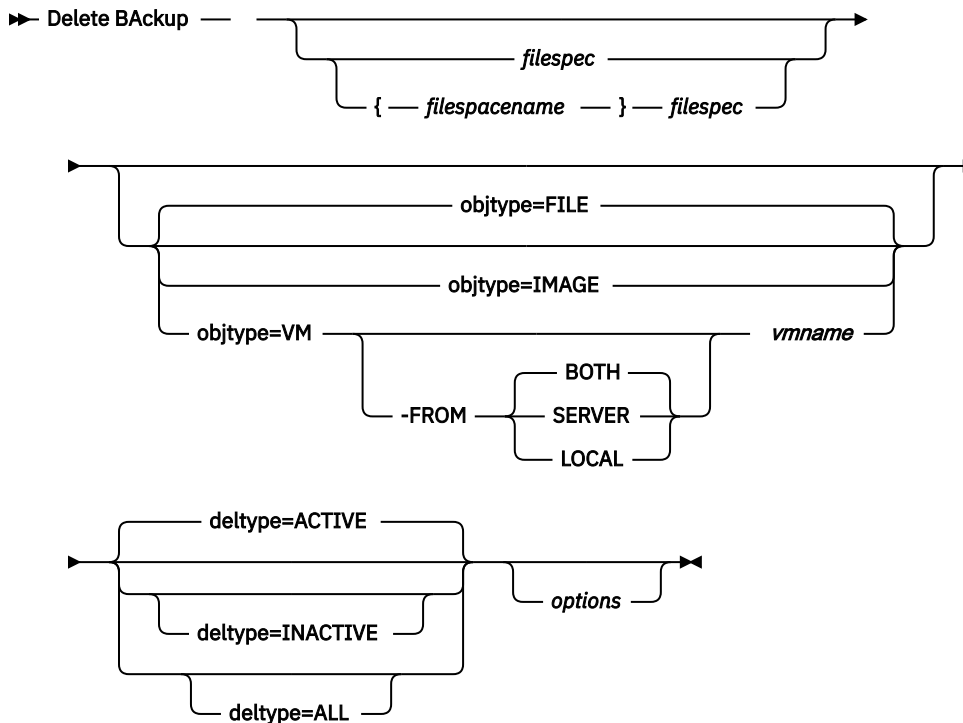 Delete BAckup
filespec
{ filespacename } filespec
objtype=FILE
objtype=IMAGE
objtype=VM vmname
BOTH
-FROM SERVER
LOCAL
deltype=ACTIVE
options
deltype=INACTIVE
deltype=ALL